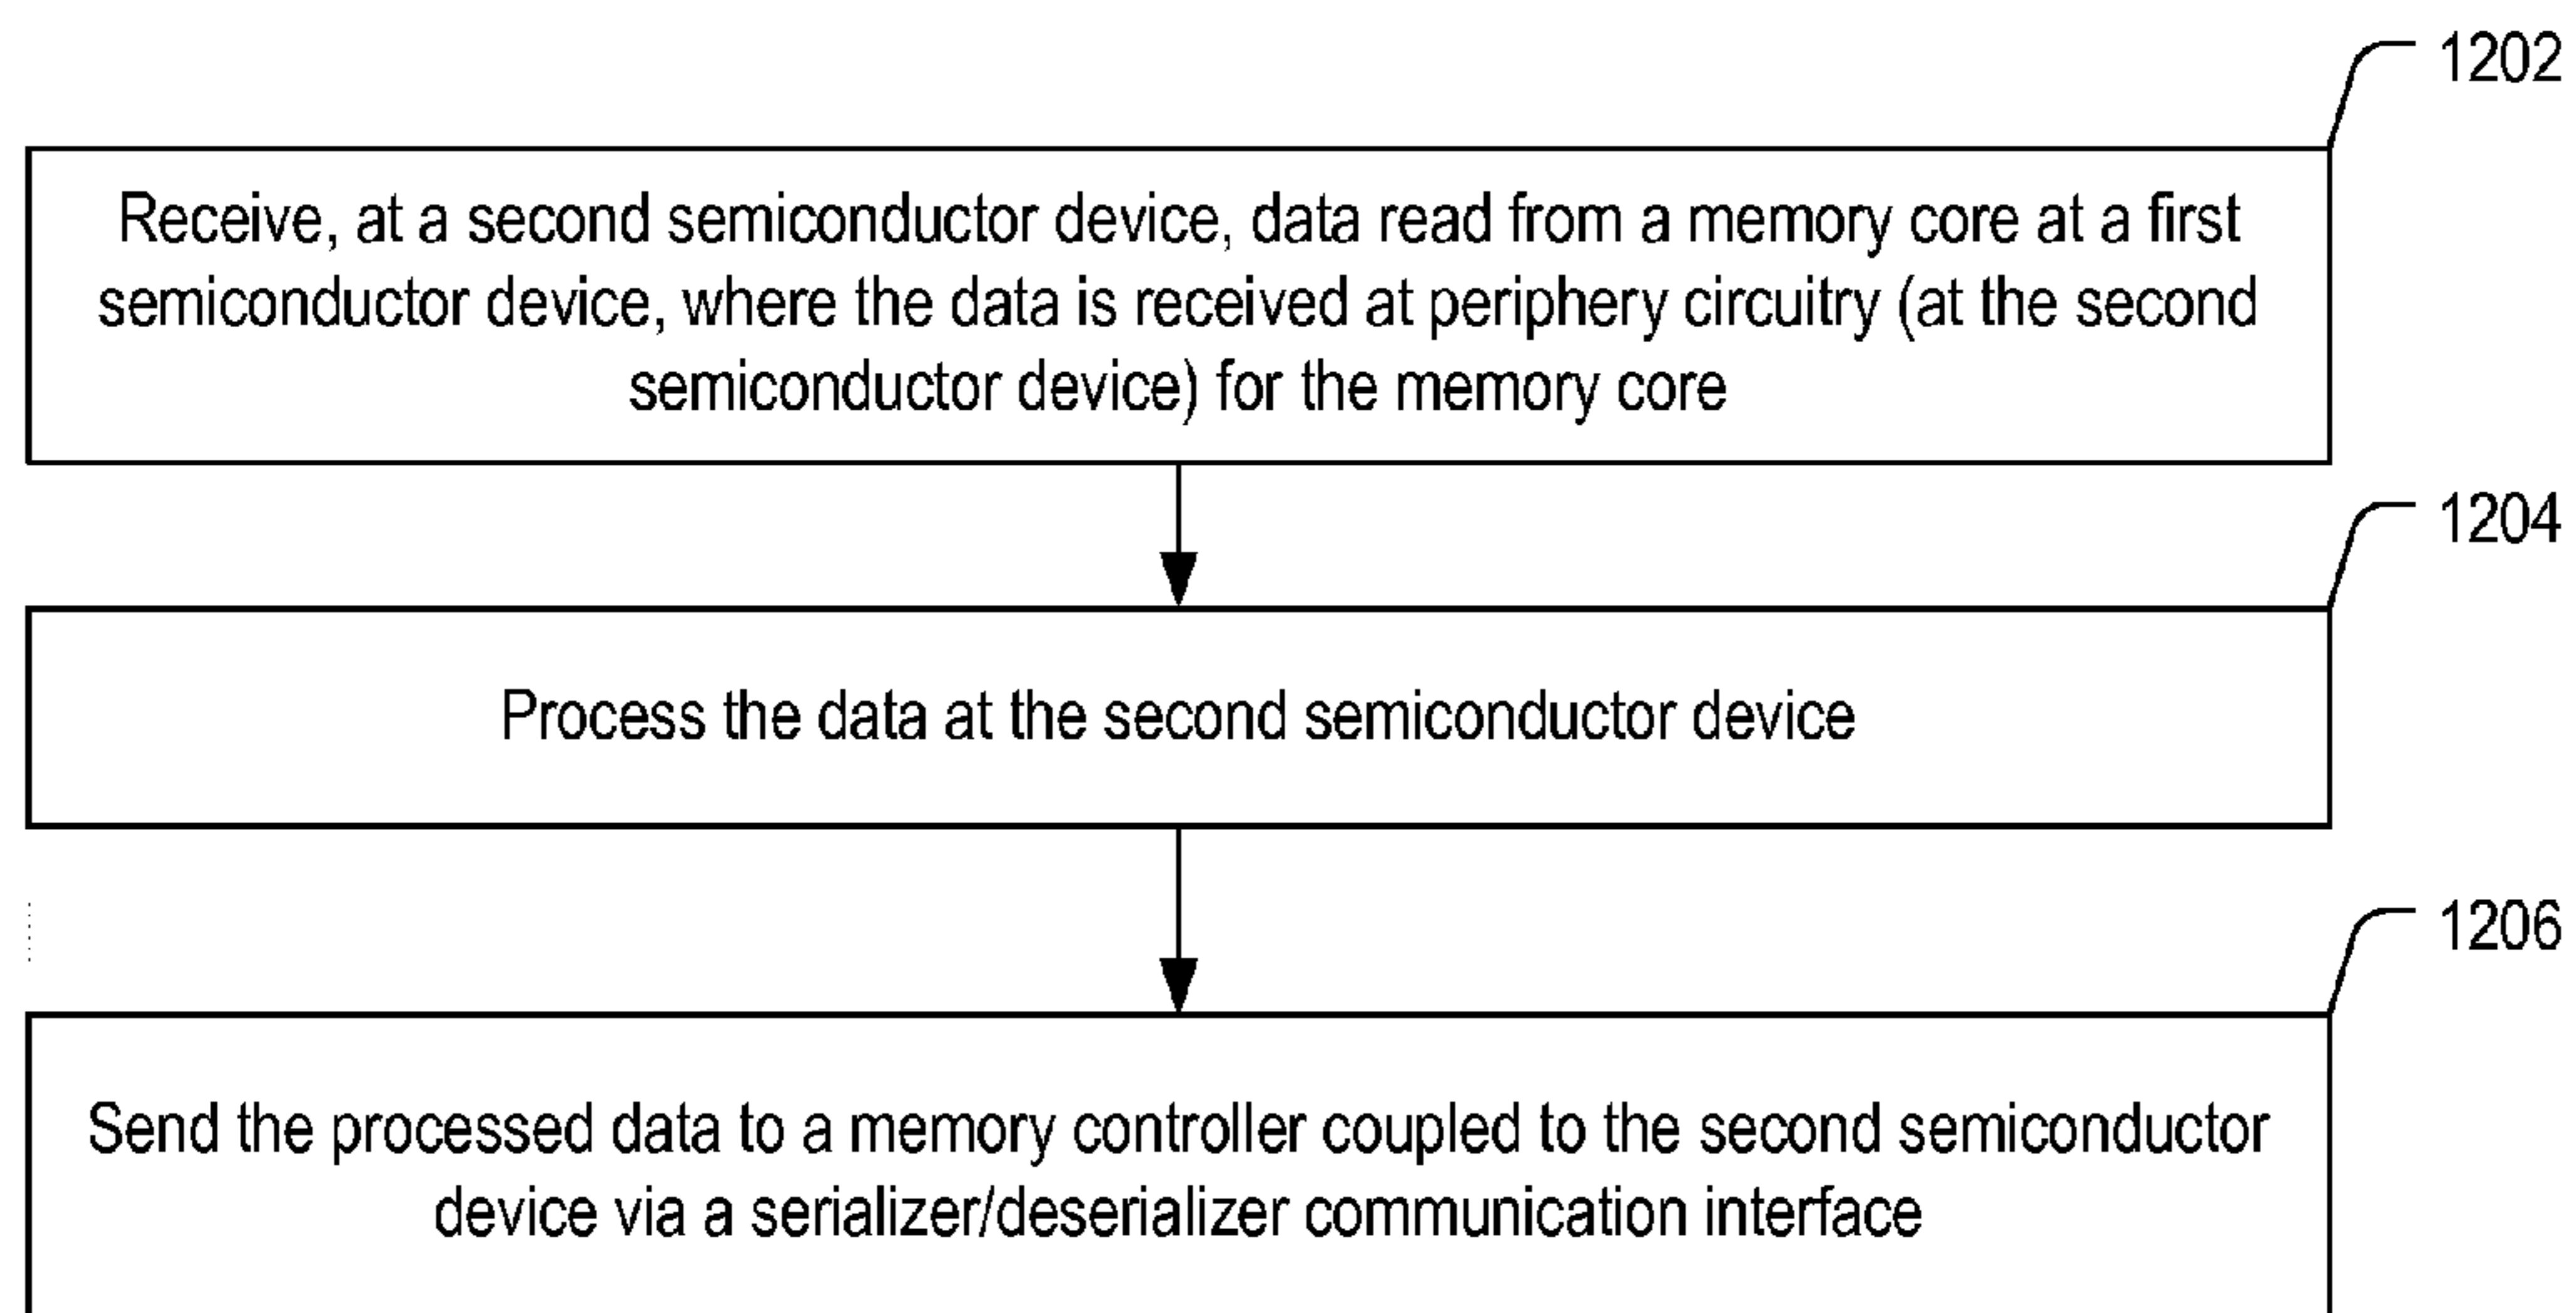 1202
Receive, at a second semiconductor device, data read from a memory core at a first
semiconductor device, where the data is received at periphery circuitry (at the second
semiconductor device) for the memory core
1204
Process the data at the second semiconductor device
1206
Send the processed data to a memory controller coupled to the second semiconductor
device via a serializer/deserializer communication interface